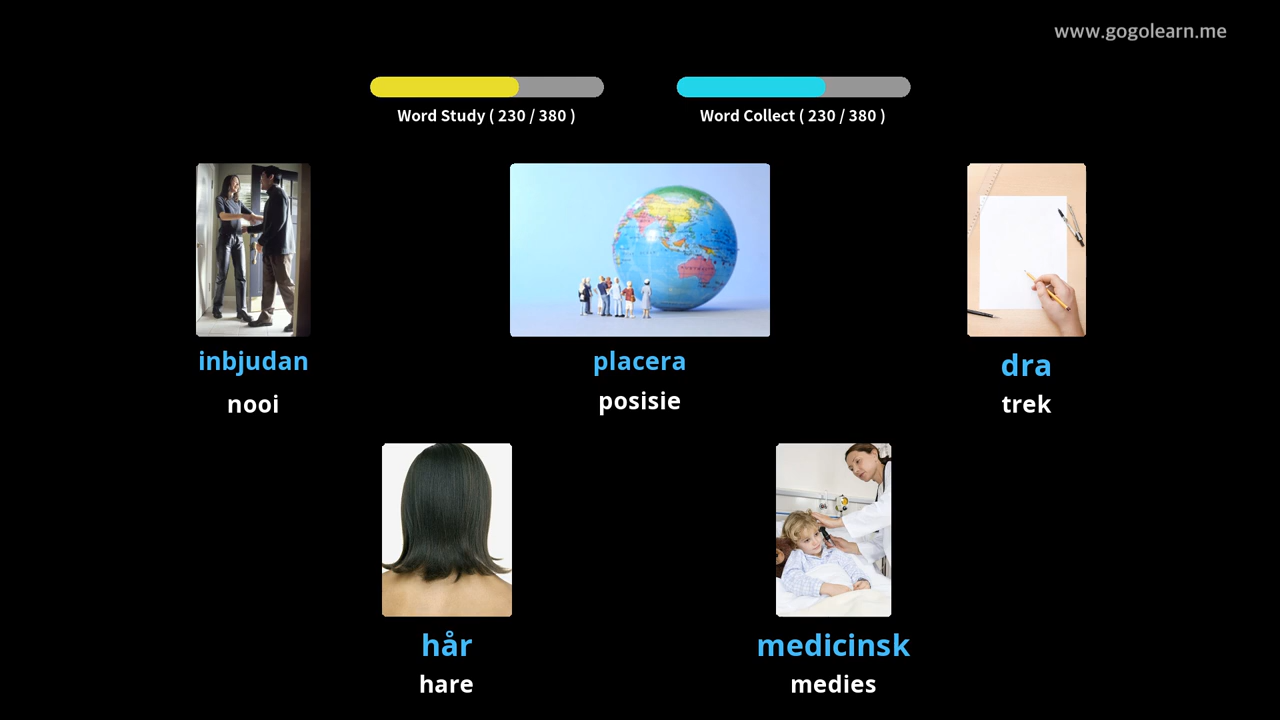 www.gogolearn.me
Word Study ( 230 / 380 )
Word Collect ( 230 / 380 )
inbjudan
nooi
placera
posisie
dra
trek
hår
hare
medicinsk
medies